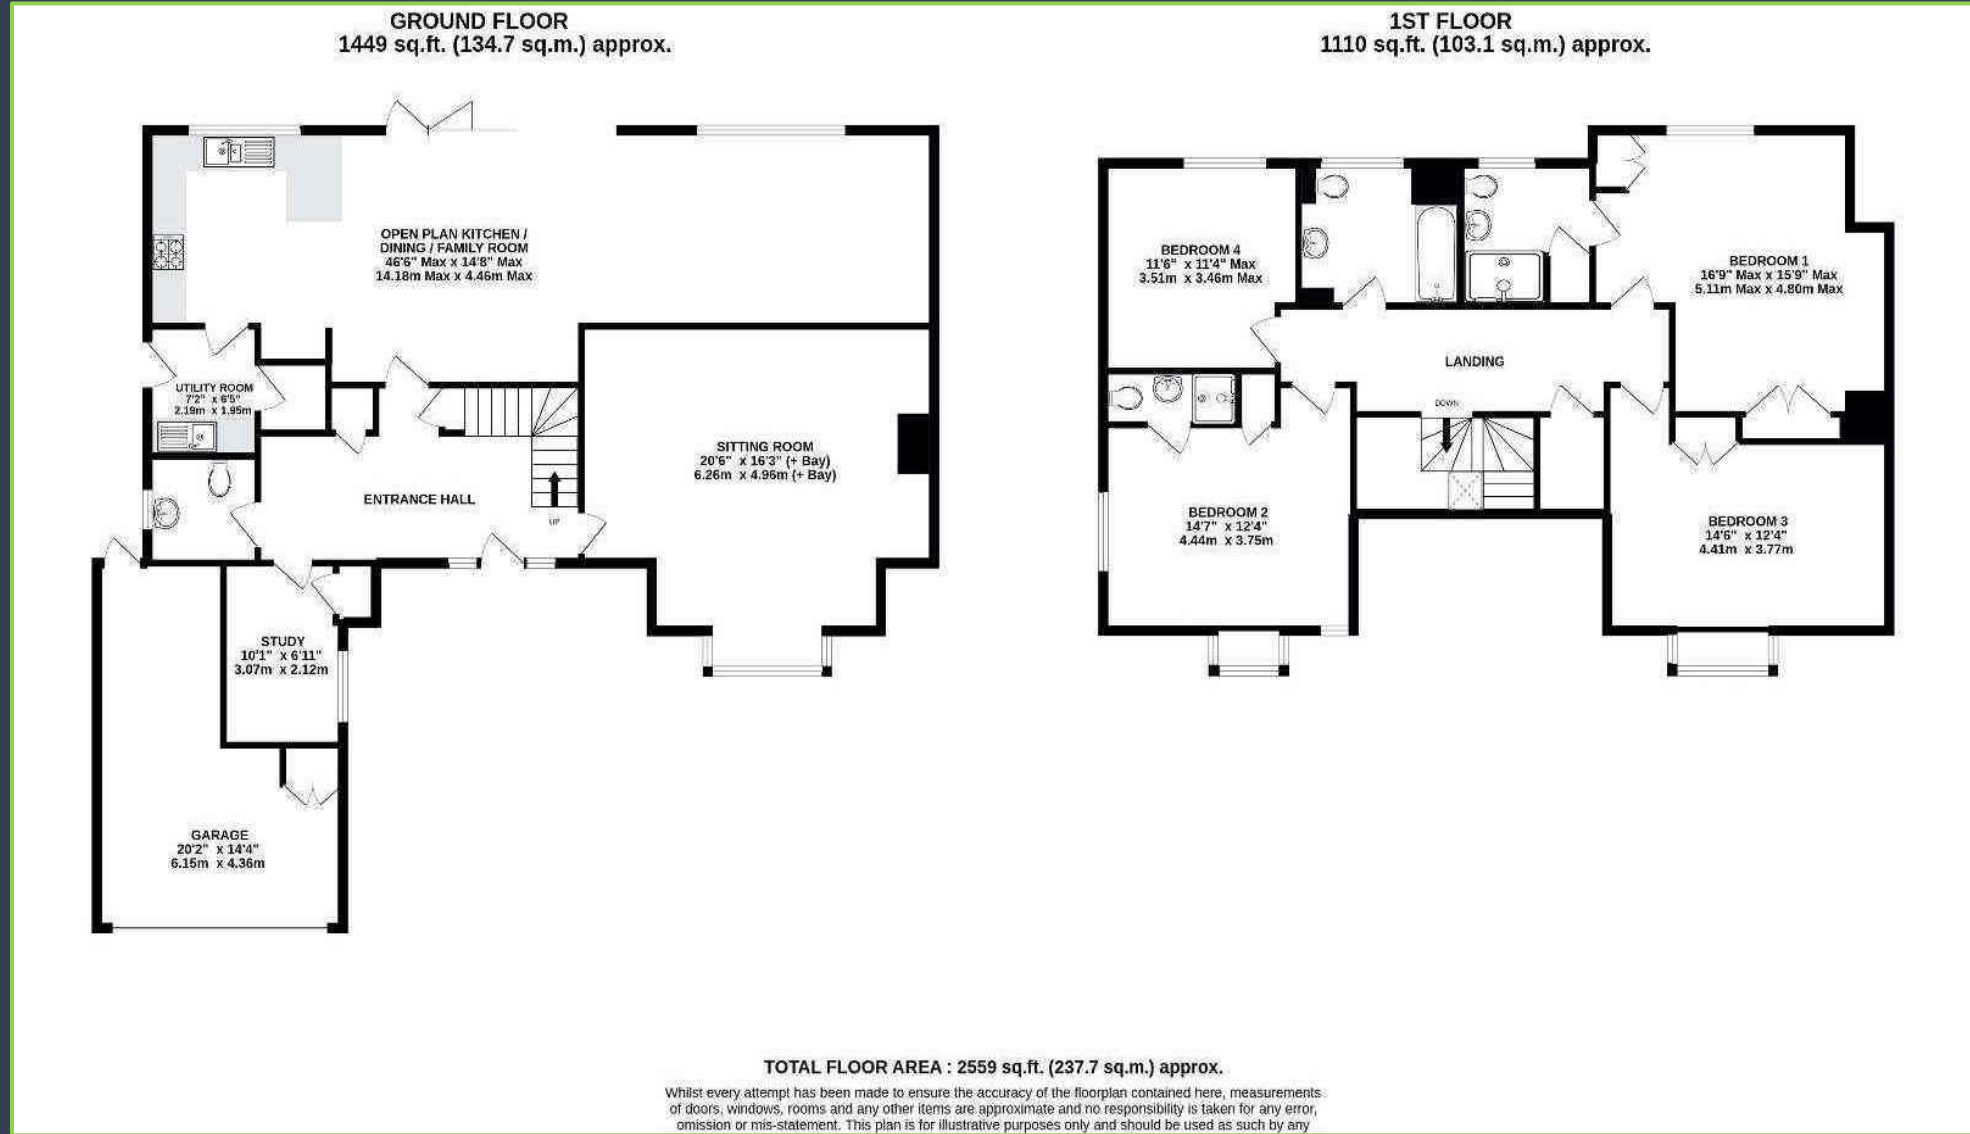 GROUND FLOOR
1449 sq.ft. (134.7 sq.m.) approx.
1ST FLOOR
1110 sq.ft. (103.1 sq.m.) approx.
OPEN PLAN KITCHEN /
DINING / FAMILY ROOM
46'6" Max x 14'8" Max
14.18m Max x 4.46m Max
UTILITY ROOM
7'2" x 6'5"
2.19m x 1.95m
SITTING ROOM
20'6" x 16'3" (+ Bay)
6.26m x 4.96m (+ Bay)
ENTRANCE HALL
UP
STUDY
10'1" x 6'11"
3.07m x 2.12m
GARAGE
20'2" x 14'4"
6.15m x 4.36m
BEDROOM 4
11'6" x 11'4" Max
3.51m x 3.46m Max
BEDROOM 1
16'9" Max x 15'9" Max
5.11m Max x 4.80m Max
LANDING
DOWN
BEDROOM 2
14'7" x 12'4"
4.44m x 3.75m
BEDROOM 3
14'6" x 12'4"
4.41m x 3.77m
TOTAL FLOOR AREA : 2559 sq.ft. (237.7 sq.m.) approx.
Whilst every attempt has been made to ensure the accuracy of the floorplan contained here, measurements
of doors, windows, rooms and any other items are approximate and no responsibility is taken for any error,
omission or mis-statement. This plan is for illustrative purposes only and should be used as such by any